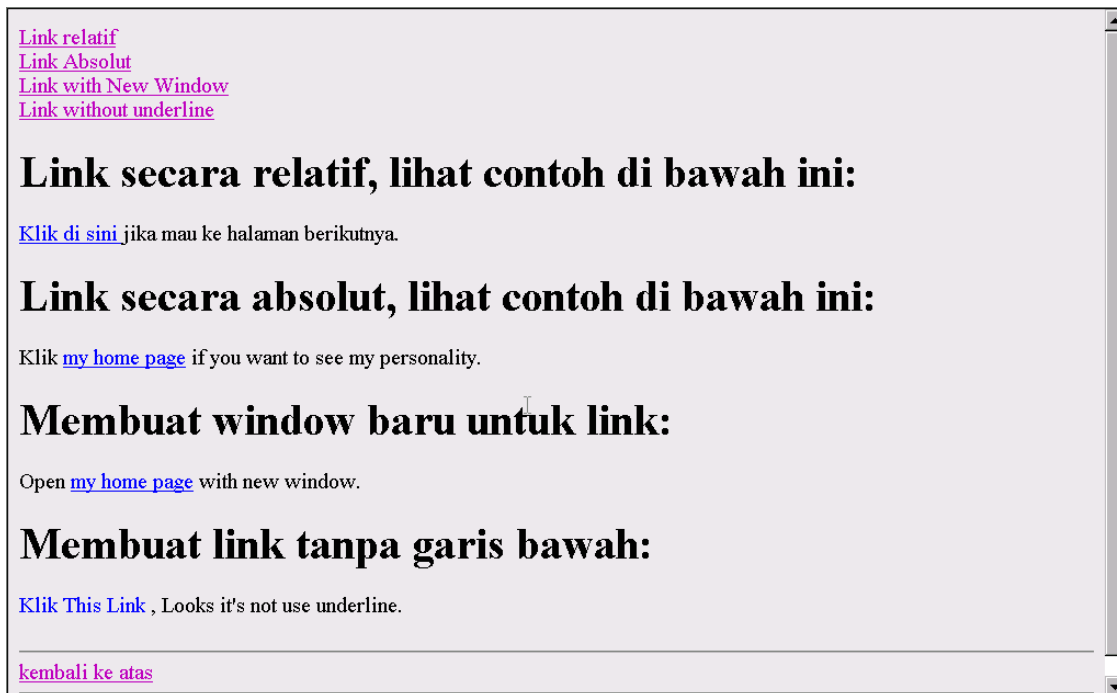 Link relatif
Link Absolut
Link with New Window
Link without underline
Link secara relatif, lihat contoh di bawah ini:
Klik di sini jika mau ke halaman berikutnya.
Link secara absolut, lihat contoh di bawah ini:
Klik my home page if you want to see my personality.
Membuat window baru untuk link:
Open my home page with new window.
Membuat link tanpa garis bawah:
Klik This Link , Looks it's not use underline.
kembali ke atas